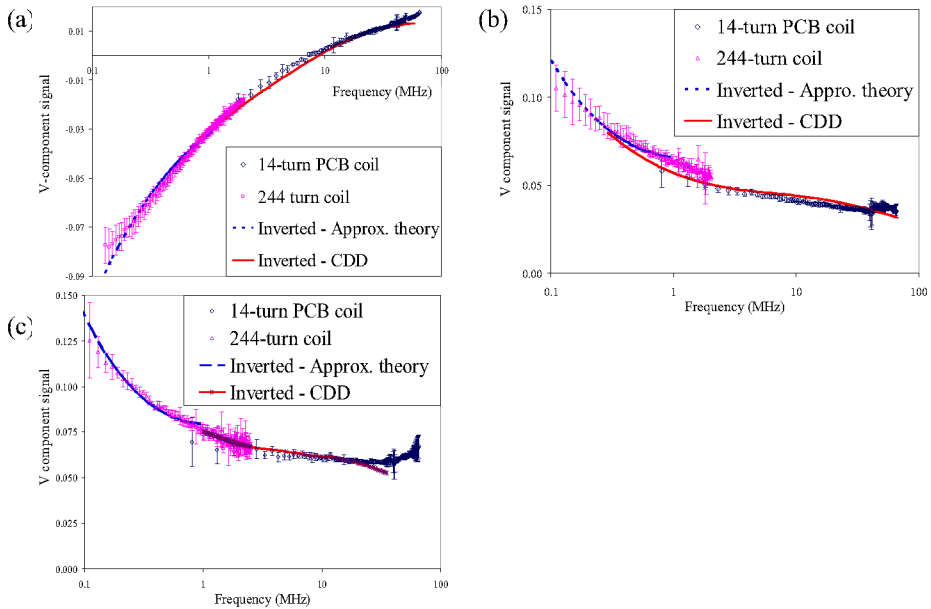 (a)
0.01
-0.01
-0.03
-0.05
-0.07
-0.09
0.1
1
10
100
Frequency (MHz)
V-component signal
14-turn PCB coil
244 turn coil
Inverted - Approx. theory
Inverted - CDD
(b)
0.15
0.10
0.05
0.00
0.1
1
10
100
Frequency (MHz)
V component signal
14-turn PCB coil
244-turn coil
Inverted - Appro. theory
Inverted - CDD
(c)
0.150
0.125
0.100
0.075
0.050
0.025
0.000
0.1
1
10
100
Frequency (MHz)
V component signal
14-turn PCB coil
244-turn coil
Inverted - Approx. theory
Inverted - CDD